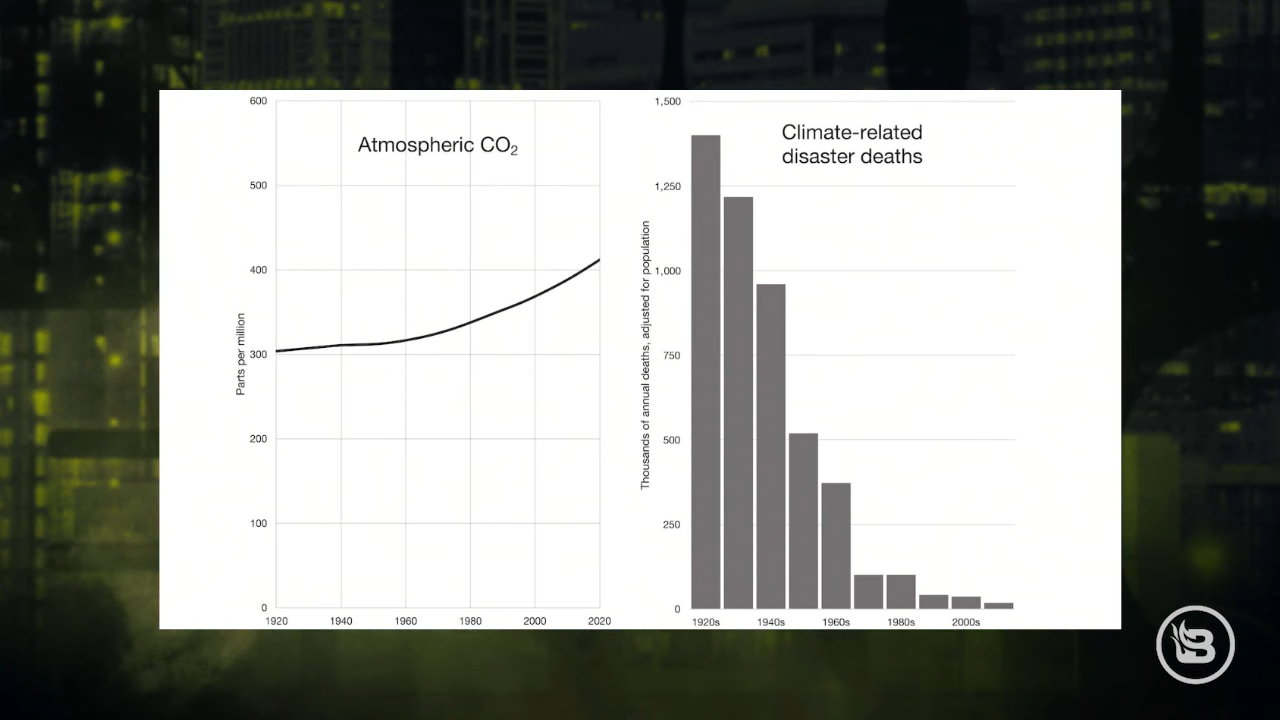 Atmospheric CO₂
Parts per million
600
500
400
300
200
100
0
1920
1940
1960
1980
2000
2020
Climate-related
disaster deaths
Thousands of annual deaths, adjusted for population
1,500
1,250
1,000
750
500
250
0
1920s
1940s
1960s
1980s
2000s
B